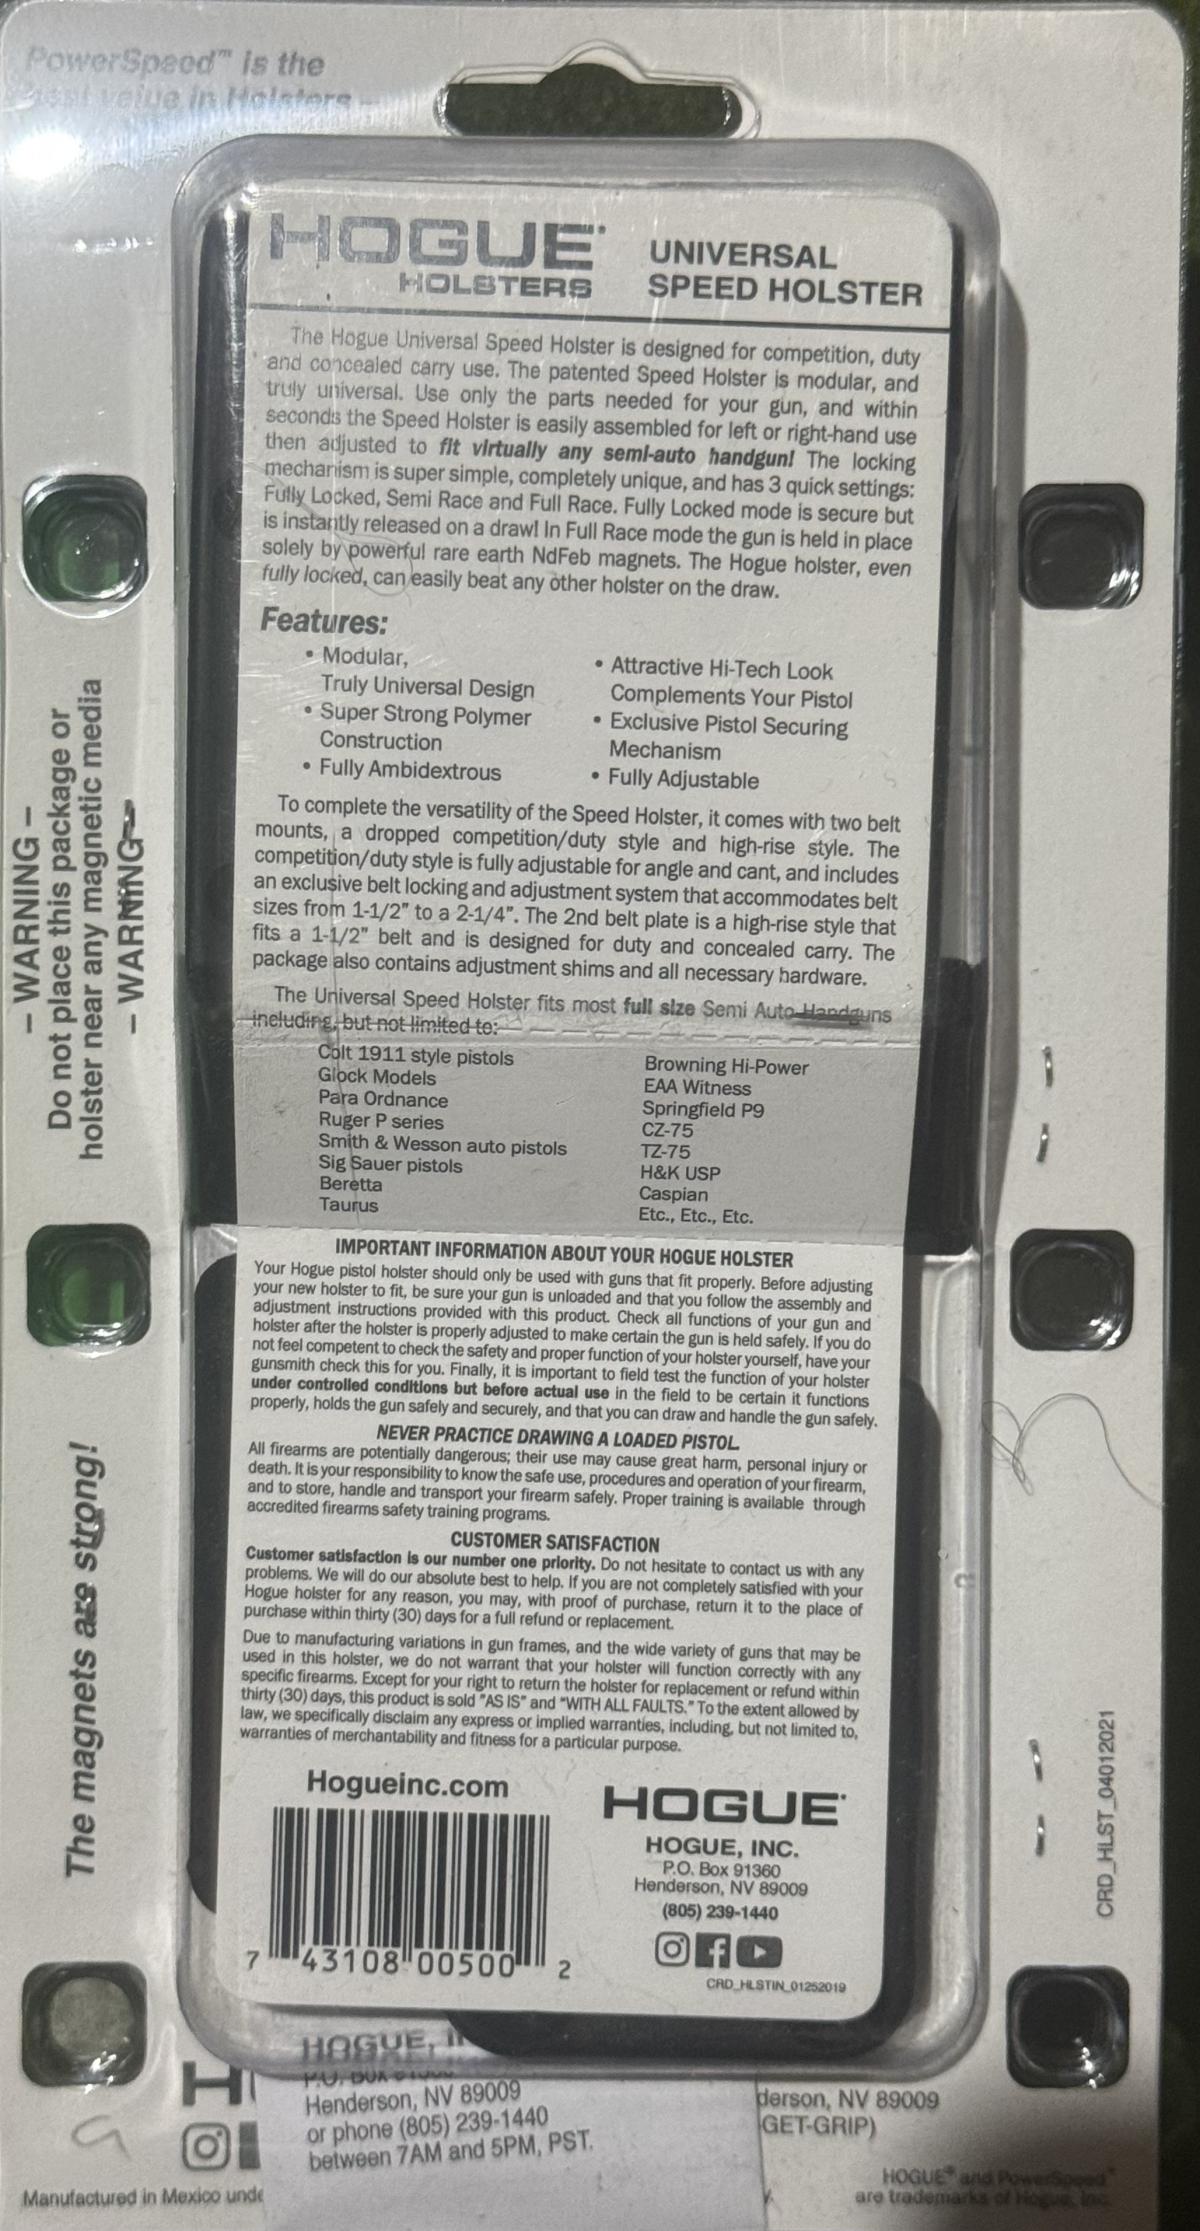 PowerSpeed™ is the
best value in Holsters –
HOGUE
HOLSTERS
UNIVERSAL
SPEED HOLSTER
The Hogue Universal Speed Holster is designed for competition, duty
and concealed carry use. The patented Speed Holster is modular, and
truly universal. Use only the parts needed for your gun, and within
seconds the Speed Holster is easily assembled for left or right-hand use
then adjusted to fit virtually any semi-auto handgun! The locking
mechanism is super simple, completely unique, and has 3 quick settings:
Fully Locked, Semi Race and Full Race. Fully Locked mode is secure but
is instantly released on a draw! In Full Race mode the gun is held in place
solely by powerful rare earth NdFeb magnets. The Hogue holster, even
fully locked, can easily beat any other holster on the draw.
Features:
• Modular,
Truly Universal Design
• Super Strong Polymer
Construction
• Fully Ambidextrous
• Attractive Hi-Tech Look
Complements Your Pistol
• Exclusive Pistol Securing
Mechanism
• Fully Adjustable
To complete the versatility of the Speed Holster, it comes with two belt
mounts, a dropped competition/duty style and high-rise style. The
competition/duty style is fully adjustable for angle and cant, and includes
an exclusive belt locking and adjustment system that accommodates belt
sizes from 1-1/2" to a 2-1/4". The 2nd belt plate is a high-rise style that
fits a 1-1/2" belt and is designed for duty and concealed carry. The
package also contains adjustment shims and all necessary hardware.
The Universal Speed Holster fits most full size Semi Auto Handguns
including, but not limited to:
Colt 1911 style pistols
Glock Models
Para Ordnance
Ruger P series
Smith & Wesson auto pistols
Sig Sauer pistols
Beretta
Taurus
Browning Hi-Power
EAA Witness
Springfield P9
CZ-75
TZ-75
H&K USP
Caspian
Etc., Etc., Etc.
IMPORTANT INFORMATION ABOUT YOUR HOGUE HOLSTER
Your Hogue pistol holster should only be used with guns that fit properly. Before adjusting
your new holster to fit, be sure your gun is unloaded and that you follow the assembly and
adjustment instructions provided with this product. Check all functions of your gun and
holster after the holster is properly adjusted to make certain the gun is held safely. If you do
not feel competent to check the safety and proper function of your holster yourself, have your
gunsmith check this for you. Finally, it is important to field test the function of your holster
under controlled conditions but before actual use in the field to be certain it functions
properly, holds the gun safely and securely, and that you can draw and handle the gun safely.
NEVER PRACTICE DRAWING A LOADED PISTOL
All firearms are potentially dangerous; their use may cause great harm, personal injury or
death. It is your responsibility to know the safe use, procedures and operation of your firearm,
and to store, handle and transport your firearm safely. Proper training is available through
accredited firearms safety training programs.
CUSTOMER SATISFACTION
Customer satisfaction is our number one priority. Do not hesitate to contact us with any
problems. We will do our absolute best to help. If you are not completely satisfied with your
Hogue holster for any reason, you may, with proof of purchase, return it to the place of
purchase within thirty (30) days for a full refund or replacement.
Due to manufacturing variations in gun frames, and the wide variety of guns that may be
used in this holster, we do not warrant that your holster will function correctly with any
specific firearms. Except for your right to return the holster for replacement or refund within
thirty (30) days, this product is sold "AS IS" and "WITH ALL FAULTS." To the extent allowed by
law, we specifically disclaim any express or implied warranties, including, but not limited to,
warranties of merchantability and fitness for a particular purpose.
Hogueinc.com
7 43108 00500 2
HOGUE
HOGUE, INC.
P.O. Box 91360
Henderson, NV 89009
(805) 239-1440
CRD_HLSTIN_01252019
– WARNING –
Do not place this package or
holster near any magnetic media
– WARNING –
The magnets are strong!
CRD_HLST_04012021
HOGUE, I
Henderson, NV 89009
or phone (805) 239-1440
between 7AM and 5PM, PST.
H
derson, NV 89009
GET-GRIP)
Manufactured in Mexico unde
HOGUE® and PowerSpeed™
are trademarks of Hogue, Inc.